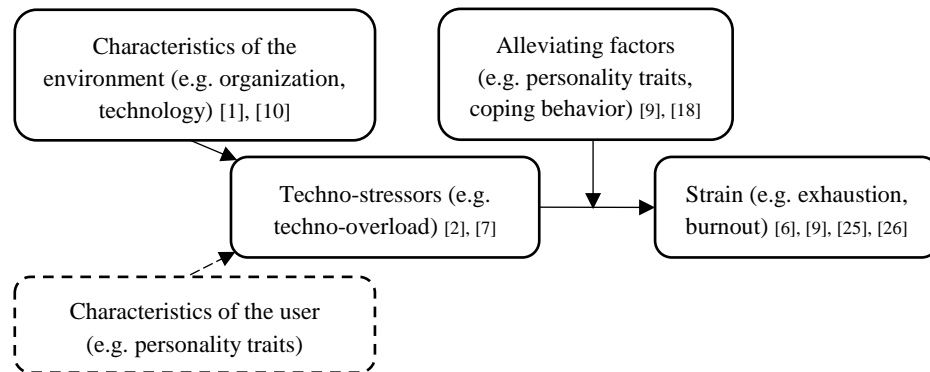 Characteristics of the
environment (e.g. organization,
technology) [1], [10]
Alleviating factors
(e.g. personality traits,
coping behavior) [9], [18]
Techno-stressors (e.g.
techno-overload) [2], [7]
Strain (e.g. exhaustion,
burnout) [6], [9], [25], [26]
Characteristics of the user
(e.g. personality traits)